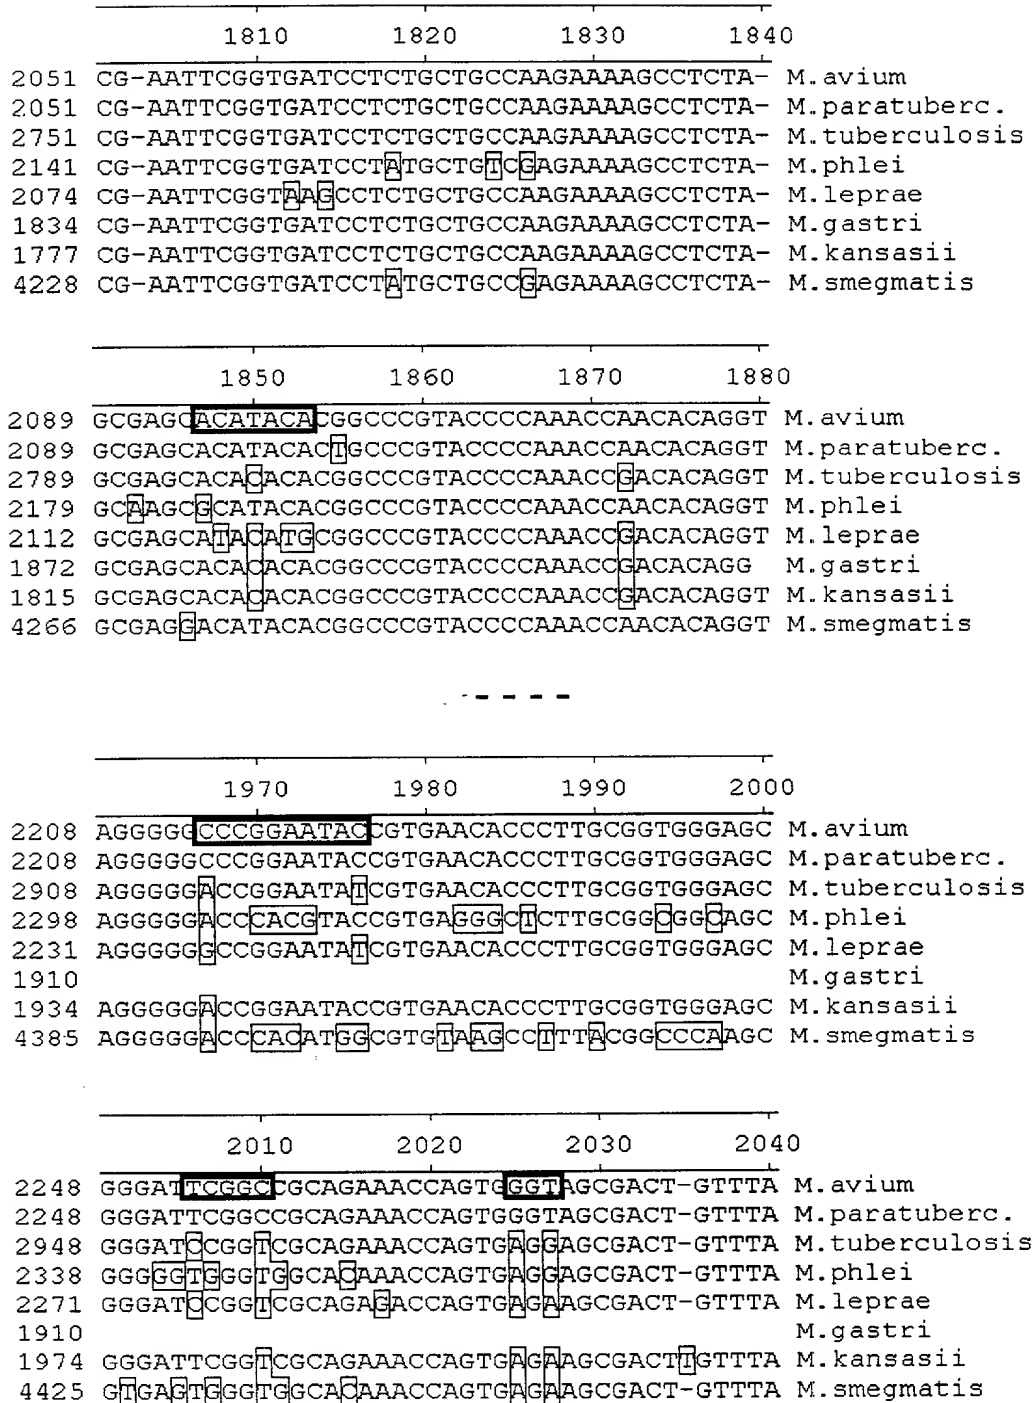 1810 1820 1830 1840
2051 CG-AATTCGGTGATCCTCTGCTGCCAAGAAAAGCCTCTA- M.avium
2051 CG-AATTCGGTGATCCTCTGCTGCCAAGAAAAGCCTCTA- M.paratuberc.
2751 CG-AATTCGGTGATCCTCTGCTGCCAAGAAAAGCCTCTA- M.tuberculosis
2141 CG-AATTCGGTGATCCTATGCTGTCGAGAAAAGCCTCTA- M.phlei
2074 CG-AATTCGGTAAGCCTCTGCTGCCAAGAAAAGCCTCTA- M.leprae
1834 CG-AATTCGGTGATCCTCTGCTGCCAAGAAAAGCCTCTA- M.gastri
1777 CG-AATTCGGTGATCCTCTGCTGCCAAGAAAAGCCTCTA- M.kansasii
4228 CG-AATTCGGTGATCCTATGCTGCCGAGAAAAGCCTCTA- M.smegmatis
1850 1860 1870 1880
2089 GCGAGCACATACACGGCCCGTACCCCAAACCAACACAGGT M.avium
2089 GCGAGCACATACACTGCCCGTACCCCAAACCAACACAGGT M.paratuberc.
2789 GCGAGCACACACACGGCCCGTACCCCAAACCGACACAGGT M.tuberculosis
2179 GCAAGCGCATACACGGCCCGTACCCCAAACCAACACAGGT M.phlei
2112 GCGAGCATACATGCGGCCCGTACCCCAAACCGACACAGGT M.leprae
1872 GCGAGCACACACACGGCCCGTACCCCAAACCGACACAGG M.gastri
1815 GCGAGCACACACACGGCCCGTACCCCAAACCGACACAGGT M.kansasii
4266 GCGAGGACATACACGGCCCGTACCCCAAACCAACACAGGT M.smegmatis
- - - -
1970 1980 1990 2000
2208 AGGGGGCCCGGAATACCGTGAACACCCTTGCGGTGGGAGC M.avium
2208 AGGGGGCCCGGAATACCGTGAACACCCTTGCGGTGGGAGC M.paratuberc.
2908 AGGGGGACCGGAATATCGTGAACACCCTTGCGGTGGGAGC M.tuberculosis
2298 AGGGGGACCCACGTACCGTGAGGGCTCTTGCGGCGGCAGC M.phlei
2231 AGGGGGGCCGGAATATCGTGAACACCCTTGCGGTGGGAGC M.leprae
1910 M.gastri
1934 AGGGGGACCGGAATACCGTGAACACCCTTGCGGTGGGAGC M.kansasii
4385 AGGGGGACCCACATGGCGTGTAAGCCTTTACGGCCCAAGC M.smegmatis
2010 2020 2030 2040
2248 GGGATTCGGCCGCAGAAACCAGTGGGTAGCGACT-GTTTA M.avium
2248 GGGATTCGGCCGCAGAAACCAGTGGGTAGCGACT-GTTTA M.paratuberc.
2948 GGGATCCGGTCGCAGAAACCAGTGAGGAGCGACT-GTTTA M.tuberculosis
2338 GGGGGTGGGTGGCACAAACCAGTGAGGAGCGACT-GTTTA M.phlei
2271 GGGATCCGGTCGCAGAGACCAGTGAGAAGCGACT-GTTTA M.leprae
1910 M.gastri
1974 GGGATTCGGTCGCAGAAACCAGTGAGAAGCGACTTGTTTA M.kansasii
4425 GTGAGTGGGTGGCACAAACCAGTGAGAAGCGACT-GTTTA M.smegmatis